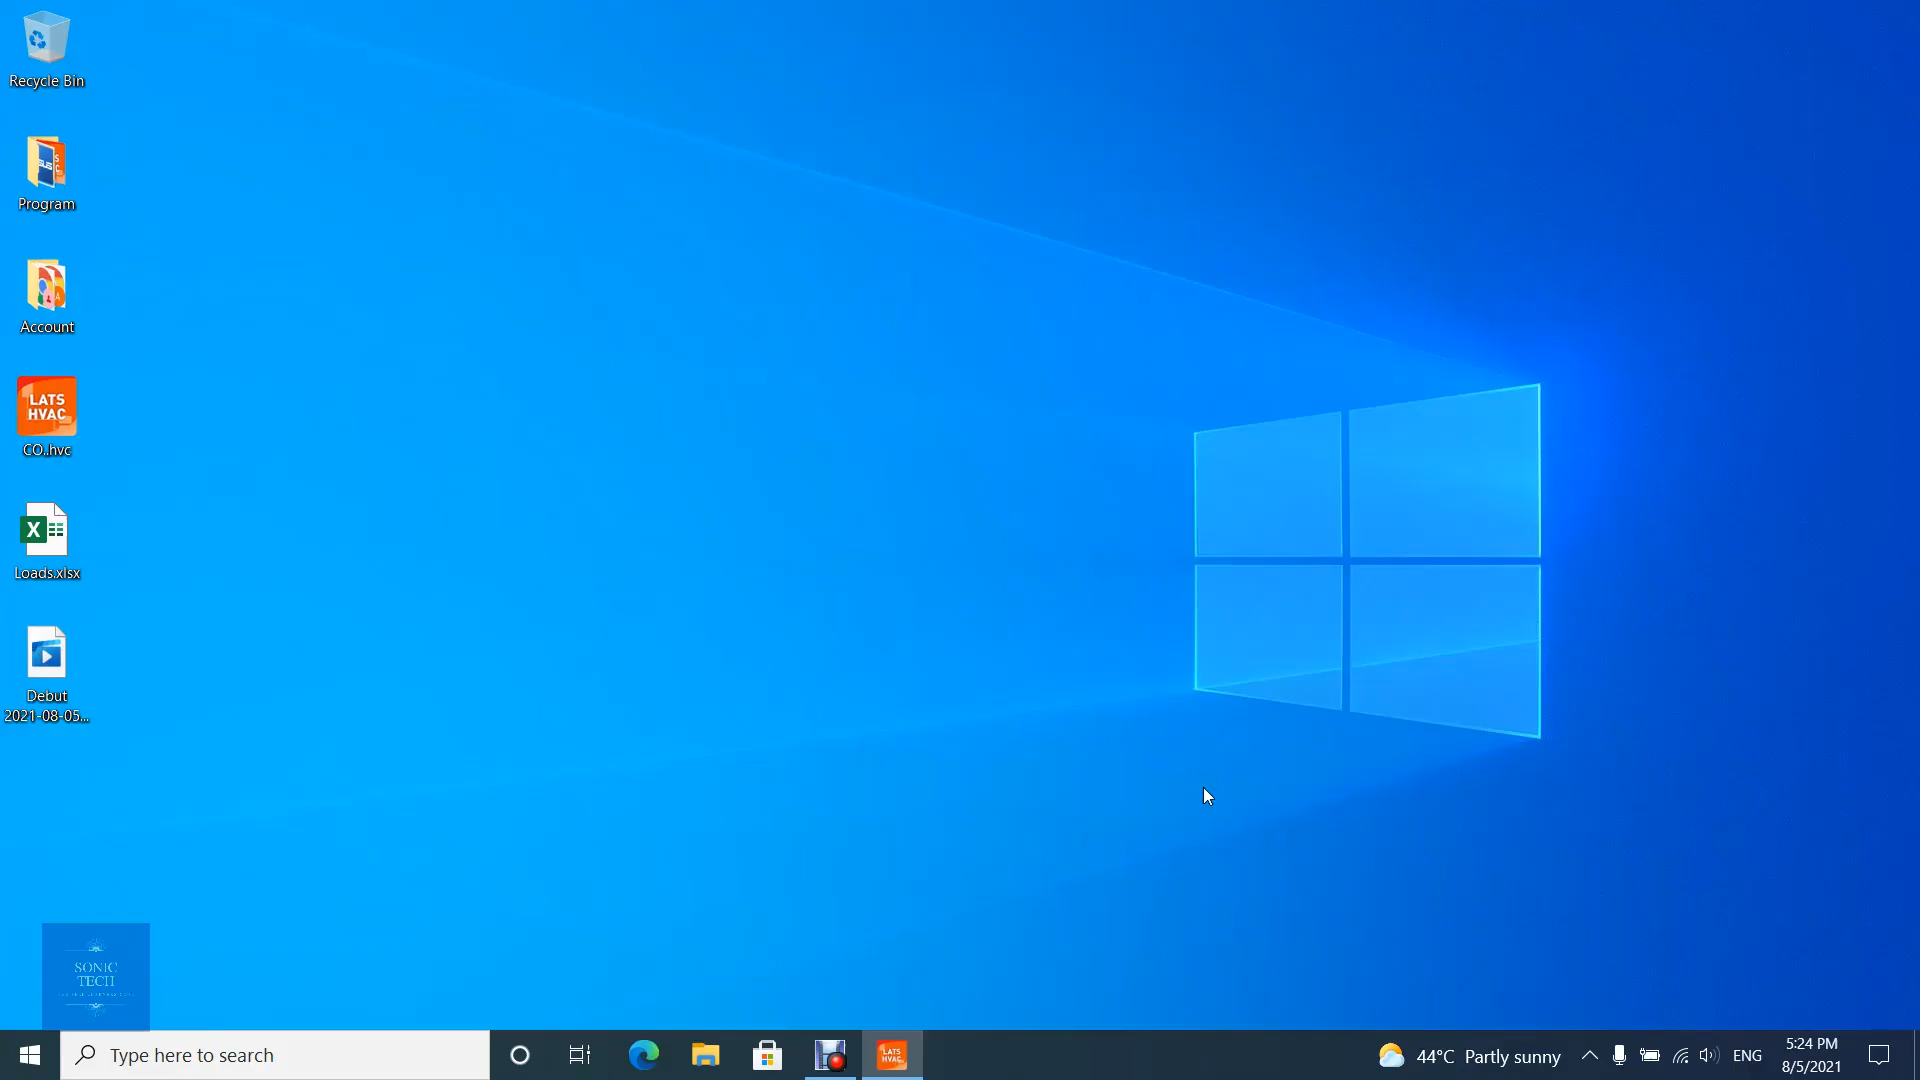 Recycle Bin
Program
Account
LATS
HVAC
CO..hvc
Loads.xlsx
Debut
2021-08-05...
SONIC
TECH
Type here to search
LATS
HVAC
44°C Partly sunny
ENG
5:24 PM
8/5/2021